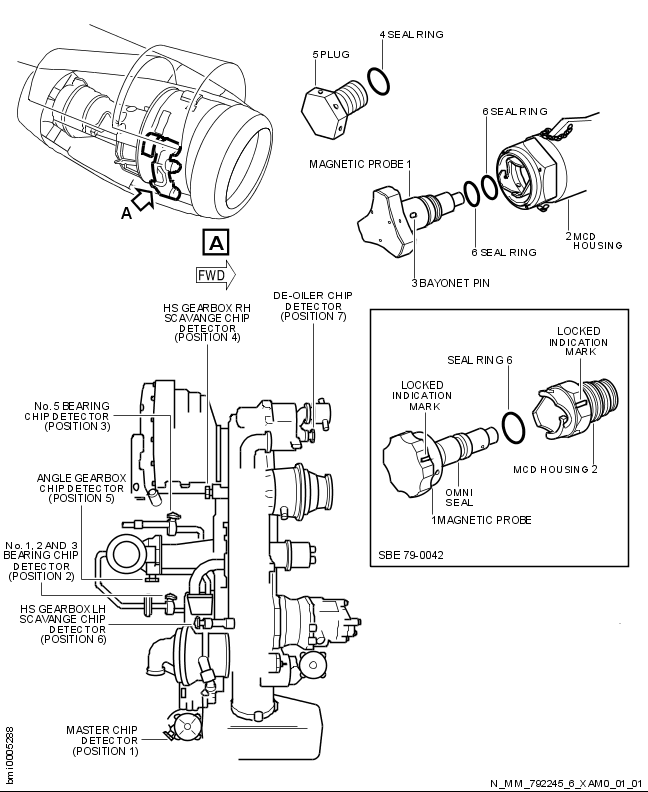 4 SEAL RING
5 PLUG
6 SEAL RING
MAGNETIC PROBE 1
6 SEAL RING
2 MCD
HOUSING
3 BAYONET PIN
A
A
FWD
DE-OILER CHIP
DETECTOR
(POSITION 7)
HS GEARBOX RH
SCAVANGE CHIP
DETECTOR
(POSITION 4)
No. 5 BEARING
CHIP DETECTOR
(POSITION 3)
ANGLE GEARBOX
CHIP DETECTOR
(POSITION 5)
No. 1, 2 AND 3
BEARING CHIP
DETECTOR
(POSITION 2)
HS GEARBOX LH
SCAVANGE CHIP
DETECTOR
(POSITION 6)
MASTER CHIP
DETECTOR
(POSITION 1)
LOCKED
INDICATION
MARK
SEAL RING 6
LOCKED
INDICATION
MARK
MCD HOUSING 2
OMNI
SEAL
1 MAGNETIC PROBE
SBE 79-0042
bmi0005288
N_MM_792245_6_XAM0_01_01